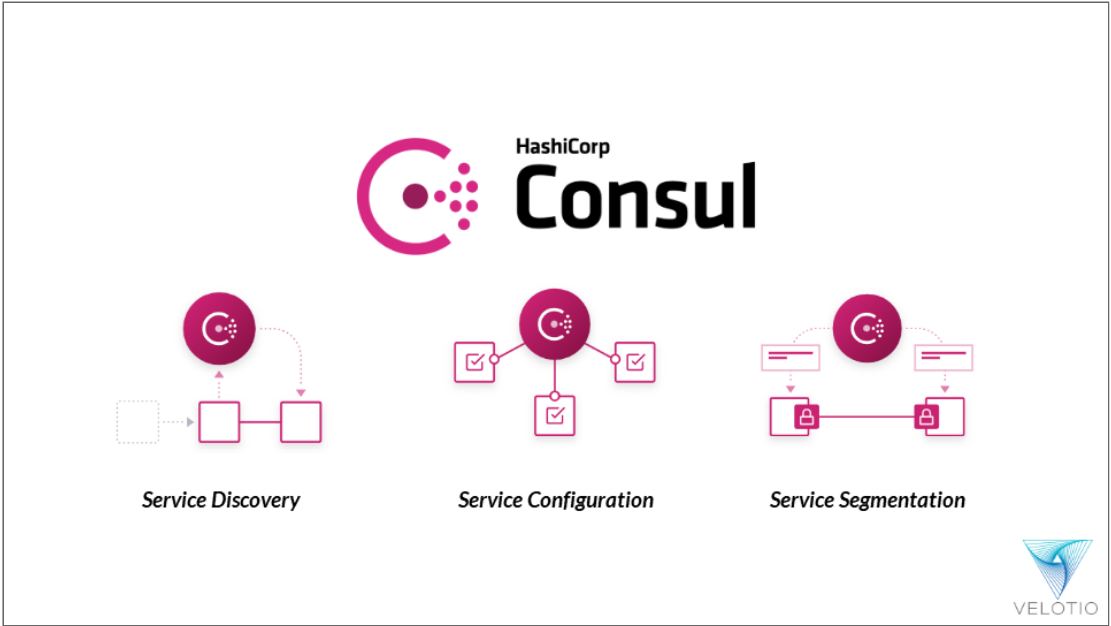 HashiCorp
Consul
Service Discovery
Service Configuration
Service Segmentation
VELOTIO